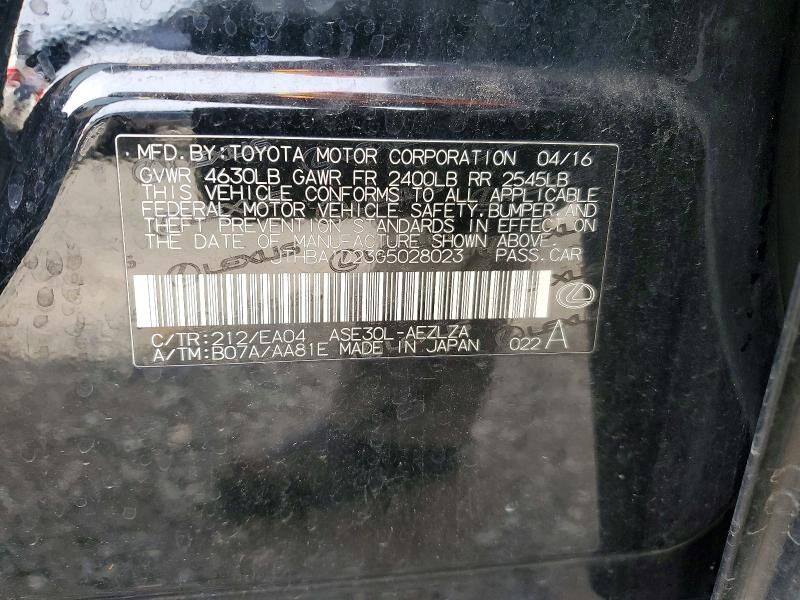 MFD.BY:TOYOTA MOTOR CORPORATION 04/16
GVWR 4630LB GAWR FR 2400LB RR 2545LB
THIS VEHICLE CONFORMS TO ALL APPLICABLE
FEDERAL MOTOR VEHICLE SAFETY,BUMPER,AND
THEFT PREVENTION STANDARDS IN EFFECT ON
THE DATE OF MANUFACTURE SHOWN ABOVE.
PASS.CAR
LEXUS
C/TR:212/EA04 ASE30L-AEZLZA
A/TM:B07A/AA81E MADE IN JAPAN 022 A